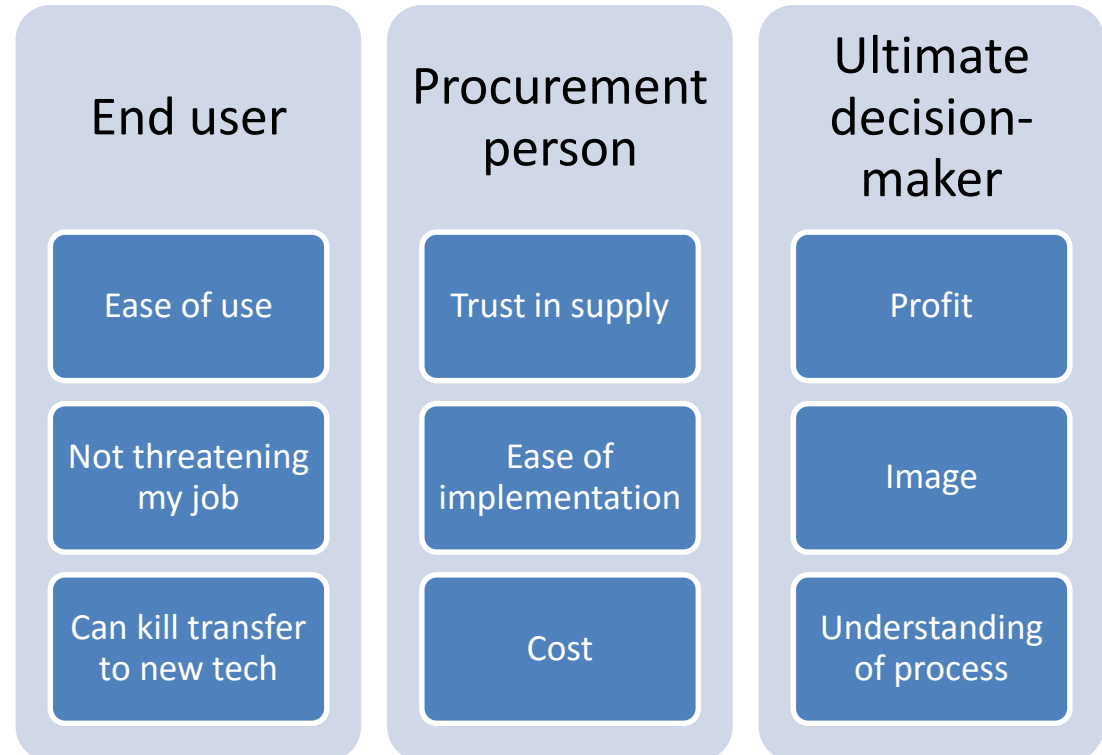 End user
Ease of use
Not threatening
my job
Can kill transfer
to new tech
Procurement
person
Trust in supply
Ease of
implementation
Cost
Ultimate
decision-
maker
Profit
Image
Understanding
of process